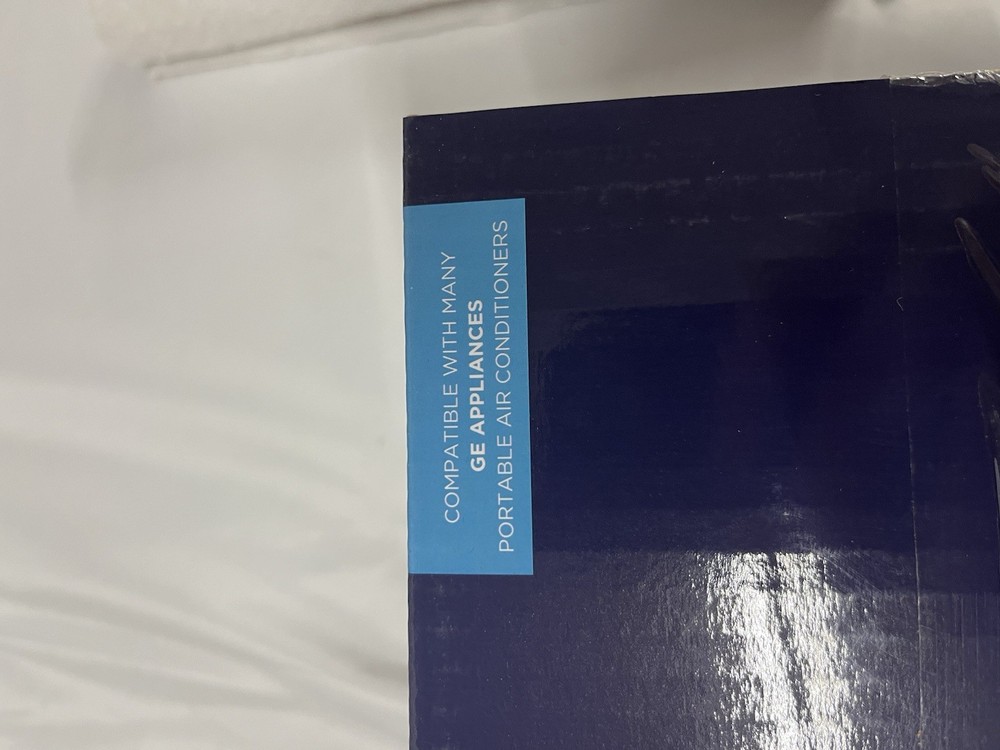 COMPATIBLE WITH MANY
GE APPLIANCES
PORTABLE AIR CONDITIONERS